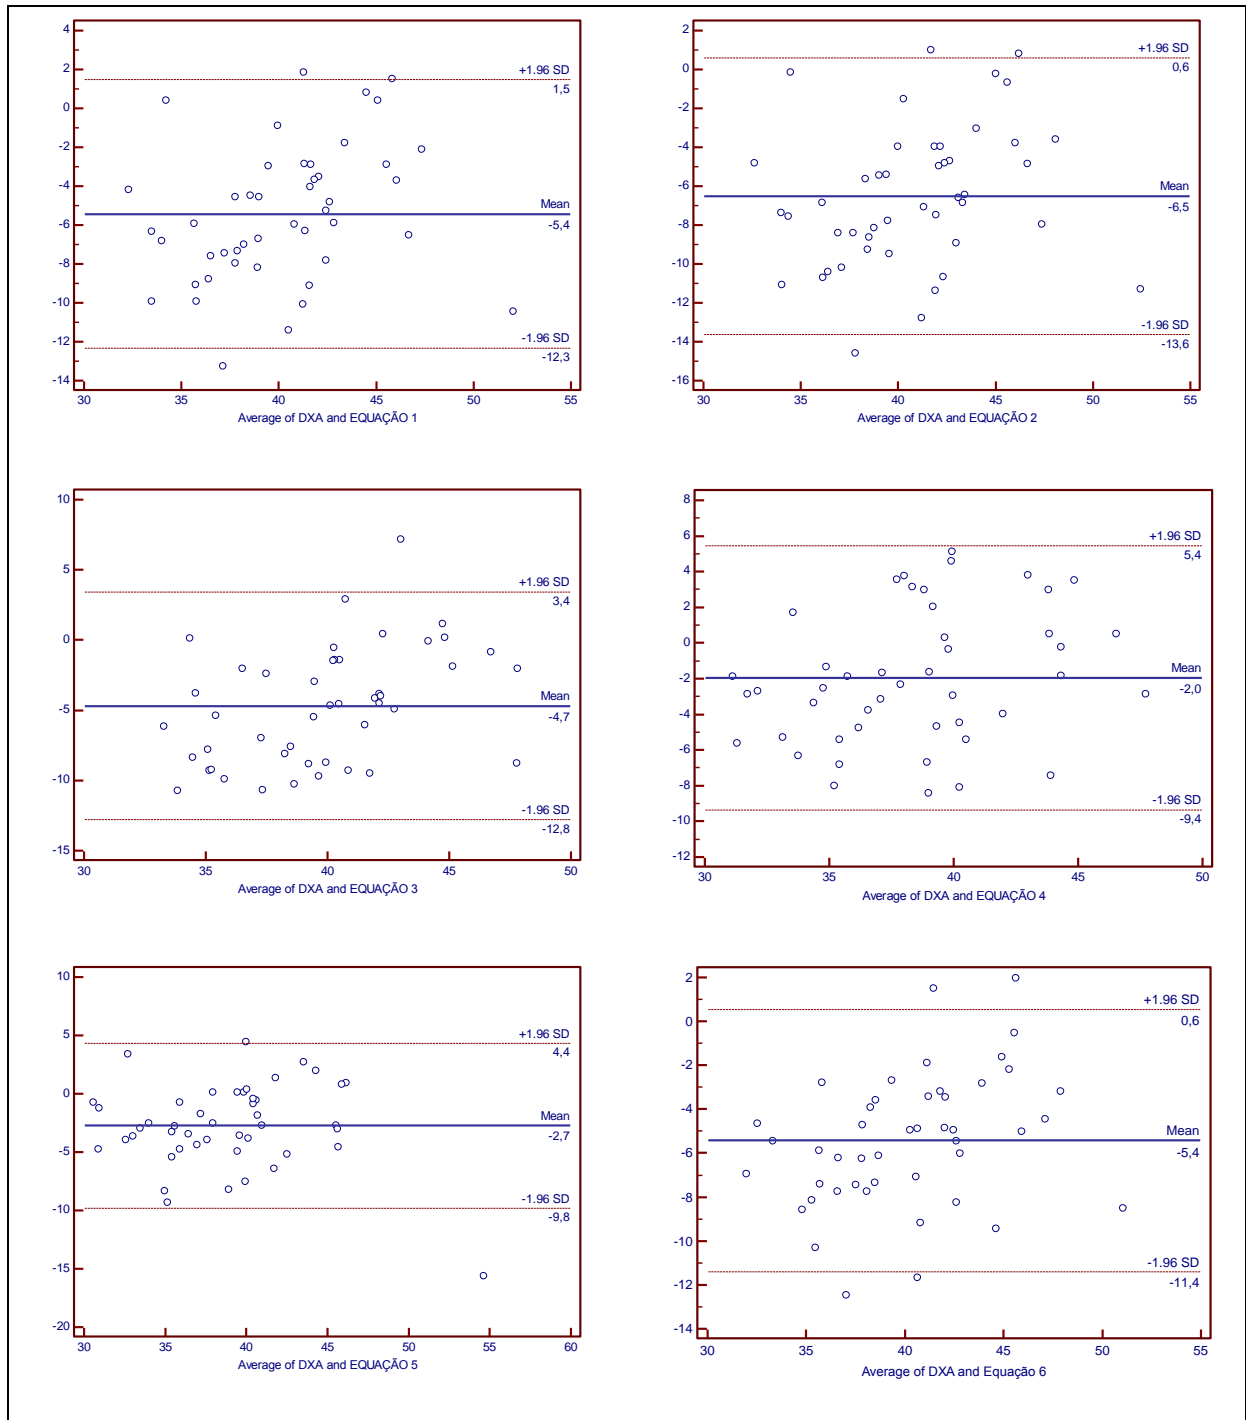 4
2
0
-2
-4
-6
-8
-10
-12
-14
+1.96 SD
1,5
Mean
-5,4
-1.96 SD
-12,3
30 35 40 45 50 55
Average of DXA and EQUAÇÃO 1
2
0
-2
-4
-6
-8
-10
-12
-14
-16
+1.96 SD
0,6
Mean
-6,5
-1.96 SD
-13,6
30 35 40 45 50 55
Average of DXA and EQUAÇÃO 2
10
5
0
-5
-10
-15
+1.96 SD
3,4
Mean
-4,7
-1.96 SD
-12,8
30 35 40 45 50
Average of DXA and EQUAÇÃO 3
8
6
4
2
0
-2
-4
-6
-8
-10
-12
+1.96 SD
5,4
Mean
-2,0
-1.96 SD
-9,4
30 35 40 45 50
Average of DXA and EQUAÇÃO 4
10
5
0
-5
-10
-15
-20
+1.96 SD
4,4
Mean
-2,7
-1.96 SD
-9,8
30 35 40 45 50 55 60
Average of DXA and EQUAÇÃO 5
2
0
-2
-4
-6
-8
-10
-12
-14
+1.96 SD
0,6
Mean
-5,4
-1.96 SD
-11,4
30 35 40 45 50 55
Average of DXA and Equação 6